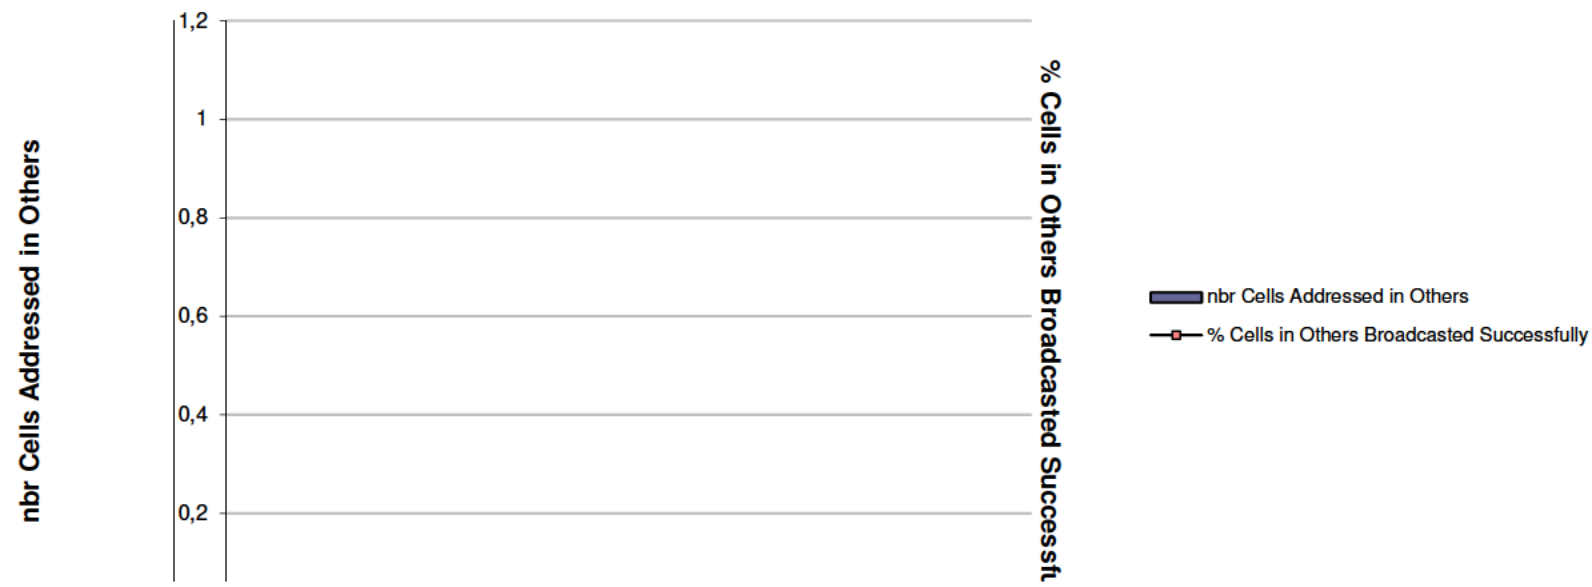 nbr Cells Addressed in Others
1,2
1
0,8
0,6
0,4
0,2
% Cells in Others Broadcasted Successfu
nbr Cells Addressed in Others
% Cells in Others Broadcasted Successfully